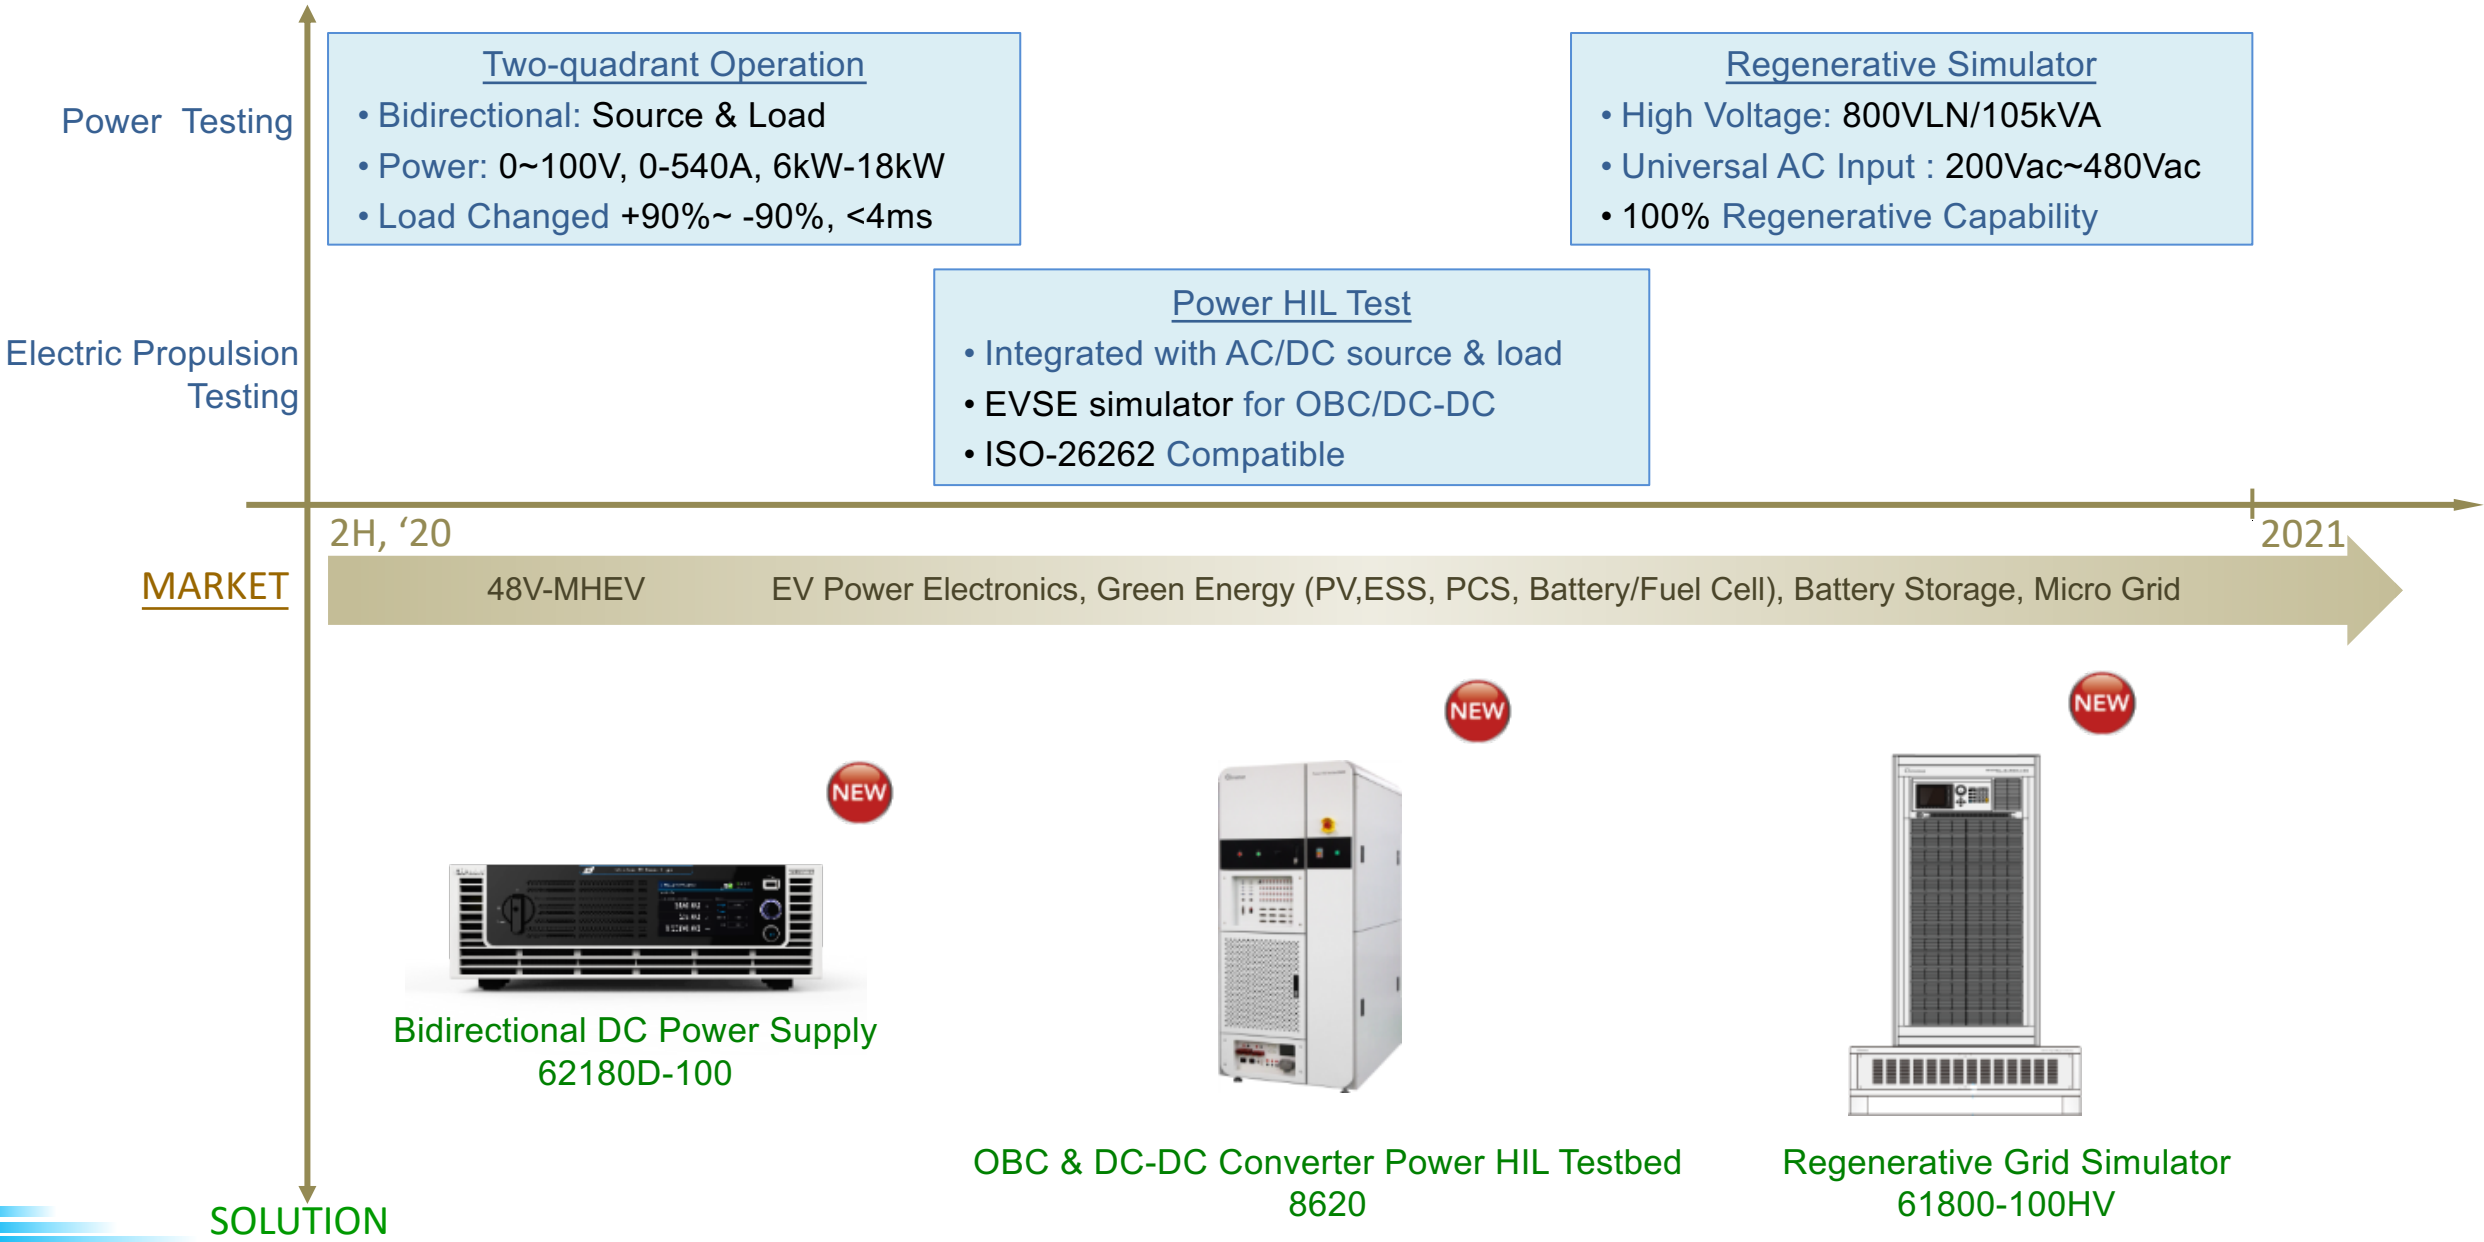 Two-quadrant Operation
• Bidirectional: Source & Load
• Power: 0~100V, 0-540A, 6kW-18kW
• Load Changed +90%~ -90%, <4ms
Regenerative Simulator
• High Voltage: 800VLN/105kVA
• Universal AC Input : 200Vac~480Vac
• 100% Regenerative Capability
Power Testing
Power HIL Test
• Integrated with AC/DC source & load
• EVSE simulator for OBC/DC-DC
• ISO-26262 Compatible
Electric Propulsion
Testing
2H, ‘20
2021
MARKET
48V-MHEV
EV Power Electronics, Green Energy (PV,ESS, PCS, Battery/Fuel Cell), Battery Storage, Micro Grid
NEW
NEW
NEW
Bidirectional DC Power Supply
62180D-100
OBC & DC-DC Converter Power HIL Testbed
8620
Regenerative Grid Simulator
61800-100HV
SOLUTION